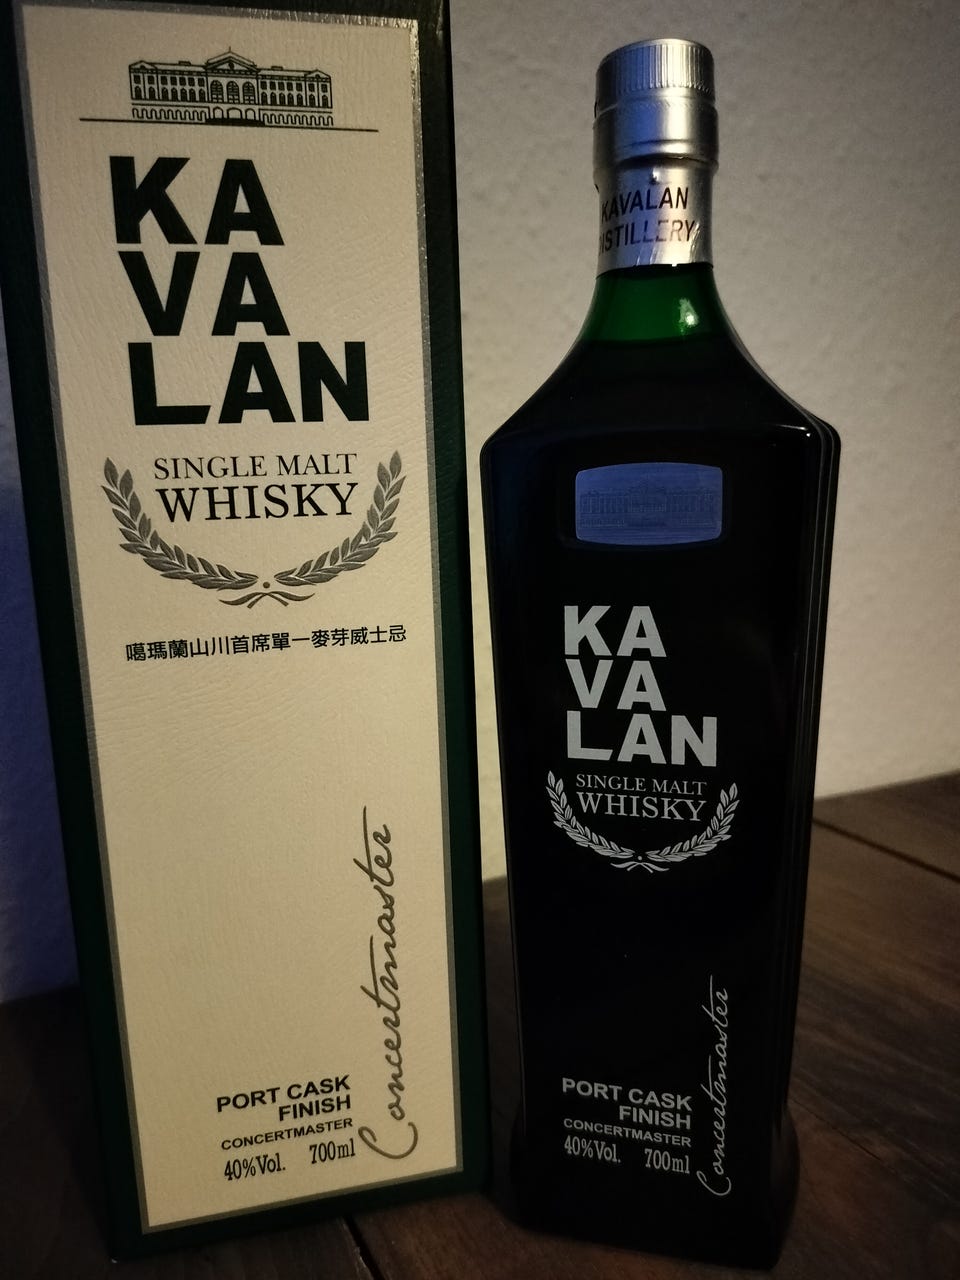 KA
VA
LAN
SINGLE MALT
WHISKY
噶瑪蘭山川首席單一麥芽威士忌
Concertmaster
PORT CASK
FINISH
CONCERTMASTER
40%Vol. 700ml
KAVALAN
ISTILLERY
KA
VA
LAN
SINGLE MALT
WHISKY
Concertmaster
PORT CASK
FINISH
CONCERTMASTER
40%Vol. 700ml